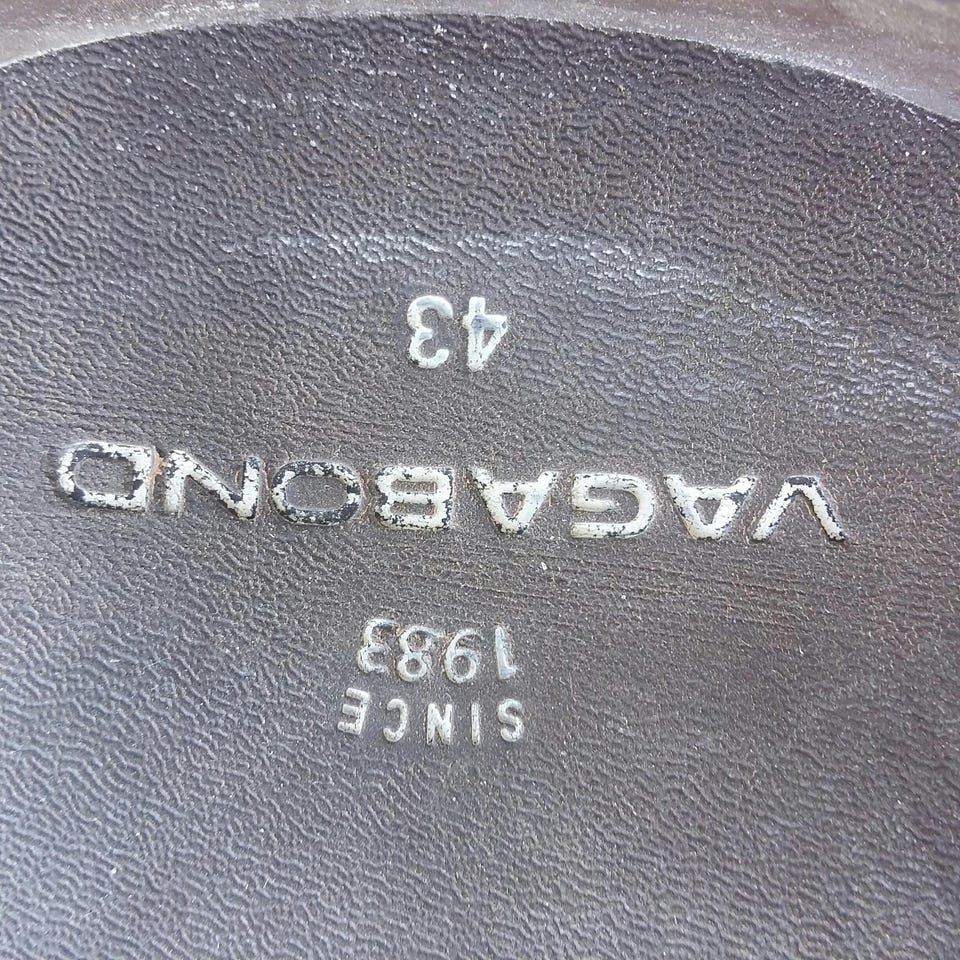 SINCE
1983
VAGABOND
43